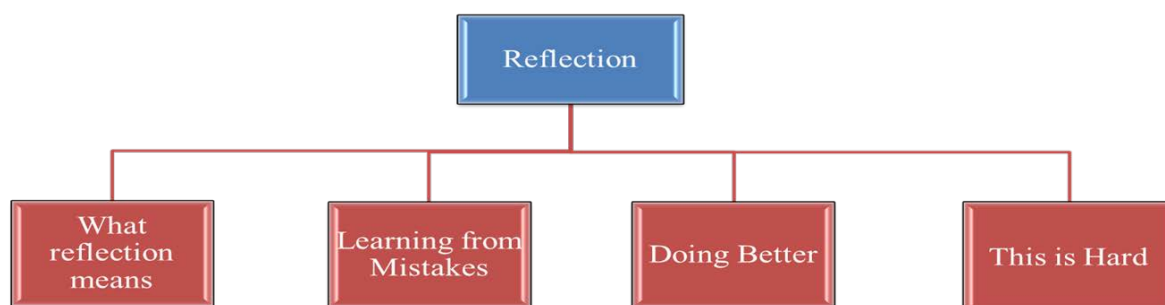 Reflection
What
reflection
means
Learning from
Mistakes
Doing Better
This is Hard